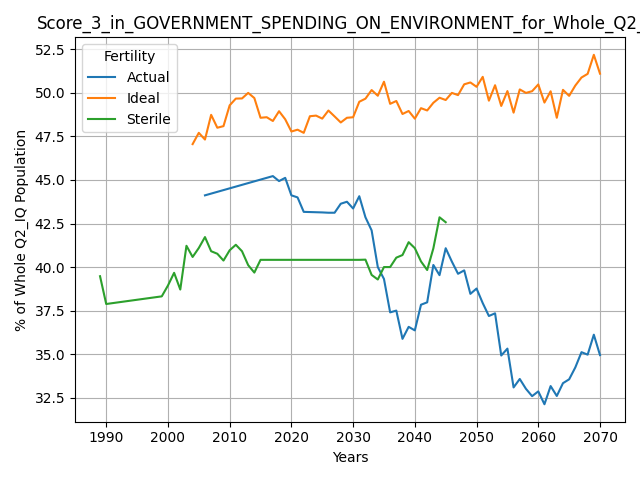 Score_3_in_GOVERNMENT_SPENDING_ON_ENVIRONMENT_for_Whole_Q2_
Fertility
Actual
Ideal
Sterile
% of Whole Q2_IQ Population
52.5
50.0
47.5
45.0
42.5
40.0
37.5
35.0
32.5
1990 2000 2010 2020 2030 2040 2050 2060 2070
Years